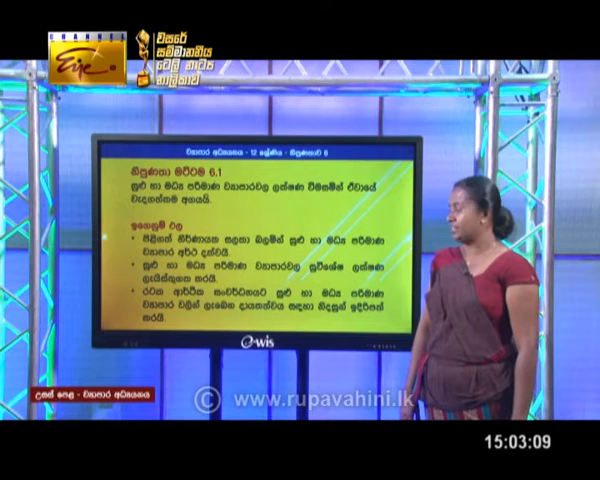 CHANNEL
Eye
වසරේ
සම්මානනීය
ටෙලි නාට්‍ය
නාලිකාව
ව්‍යාපාර අධ්‍යයනය - 12 ශ්‍රේණිය - නිපුණතාව 6
නිපුණතා මට්ටම 6.1
සුළු හා මධ්‍ය පරිමාණ ව්‍යාපාරවල ලක්ෂණ විමසමින් ඒවායේ
වැදගත්කම අගයයි.
ඉගෙනුම් ඵල
• පිළිගත් නිර්ණායක සලකා බලමින් සුළු හා මධ්‍ය පරිමාණ
ව්‍යාපාර අර්ථ දක්වයි.
• සුළු හා මධ්‍ය පරිමාණ ව්‍යාපාරවල සුවිශේෂ ලක්ෂණ
ලැයිස්තුගත කරයි.
• රටක ආර්ථික සංවර්ධනයට සුළු හා මධ්‍ය පරිමාණ
ව්‍යාපාර වලින් ලැබෙන දායකත්වය සඳහා නිදසුන් ඉදිරිපත්
කරයි.
e-wis
උසස් පෙළ - ව්‍යාපාර අධ්‍යයනය
© www.rupavahini.lk
15:03:09